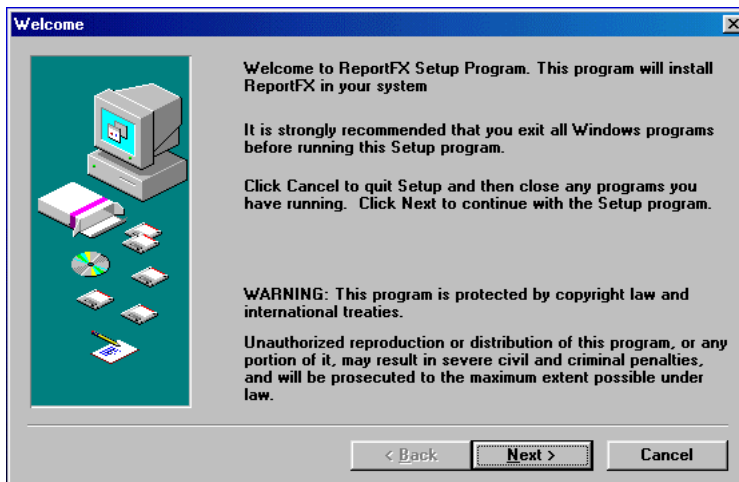 Welcome
Welcome to ReportFX Setup Program. This program will install
ReportFX in your system
It is strongly recommended that you exit all Windows programs
before running this Setup program.
Click Cancel to quit Setup and then close any programs you
have running. Click Next to continue with the Setup program.
WARNING: This program is protected by copyright law and
international treaties.
Unauthorized reproduction or distribution of this program, or any
portion of it, may result in severe civil and criminal penalties,
and will be prosecuted to the maximum extent possible under
law.
< Back
Next >
Cancel